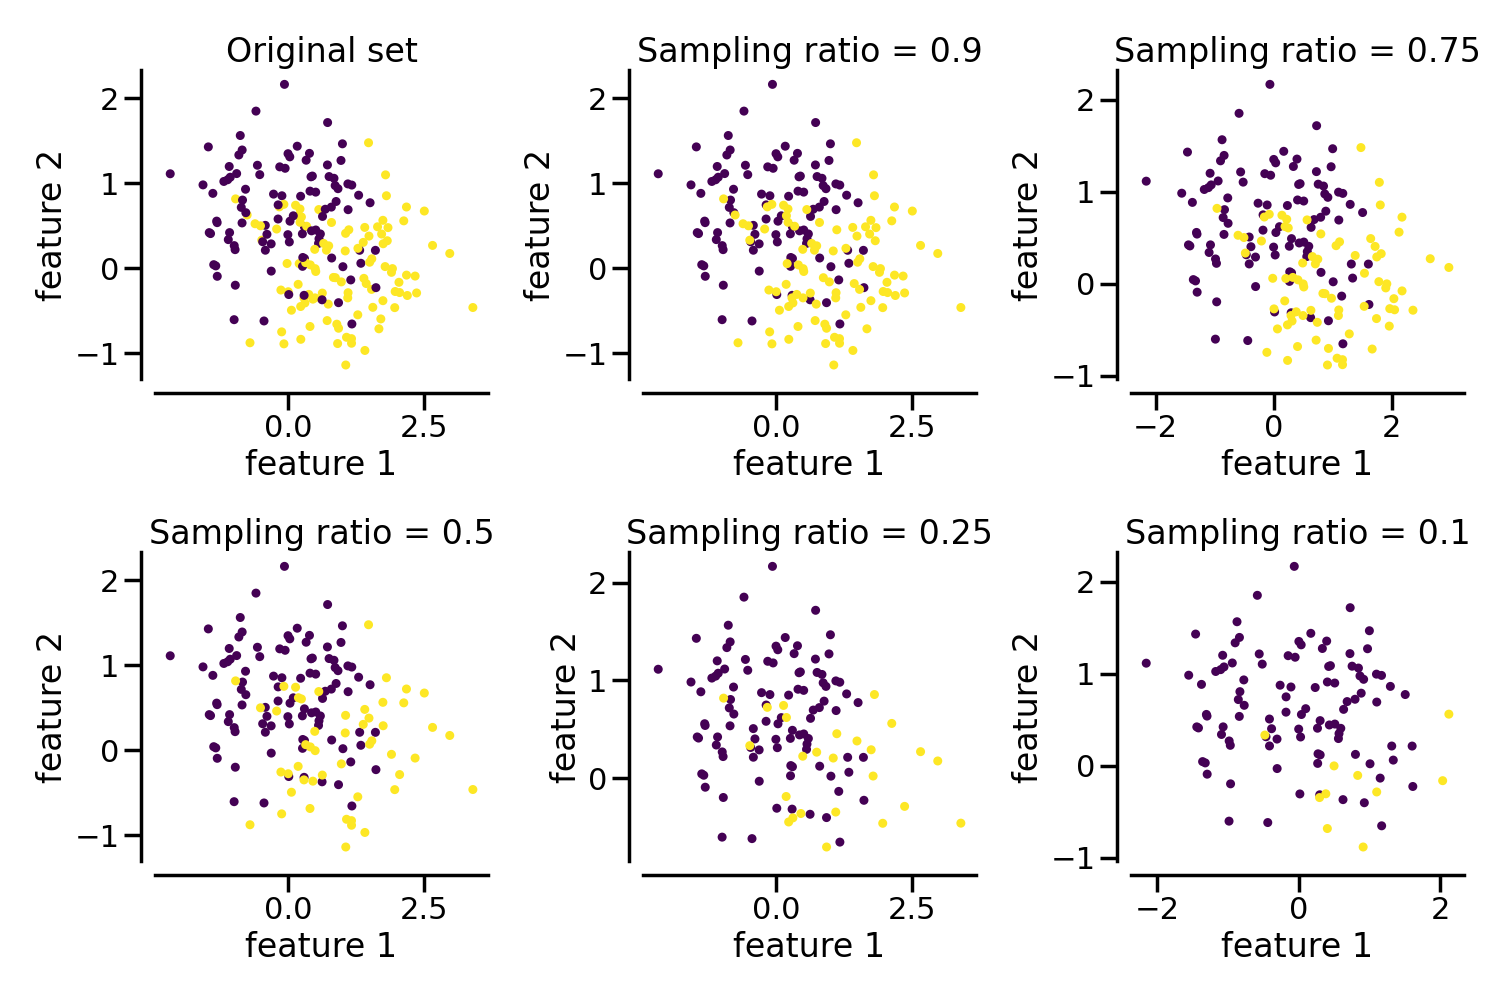 Original set
feature 2
2
1
0
−1
0.0 2.5
feature 1
Sampling ratio = 0.9
feature 2
2
1
0
−1
0.0 2.5
feature 1
Sampling ratio = 0.75
feature 2
2
1
0
−1
−2 0 2
feature 1
Sampling ratio = 0.5
feature 2
2
1
0
−1
0.0 2.5
feature 1
Sampling ratio = 0.25
feature 2
2
1
0
0.0 2.5
feature 1
Sampling ratio = 0.1
feature 2
2
1
0
−1
−2 0 2
feature 1